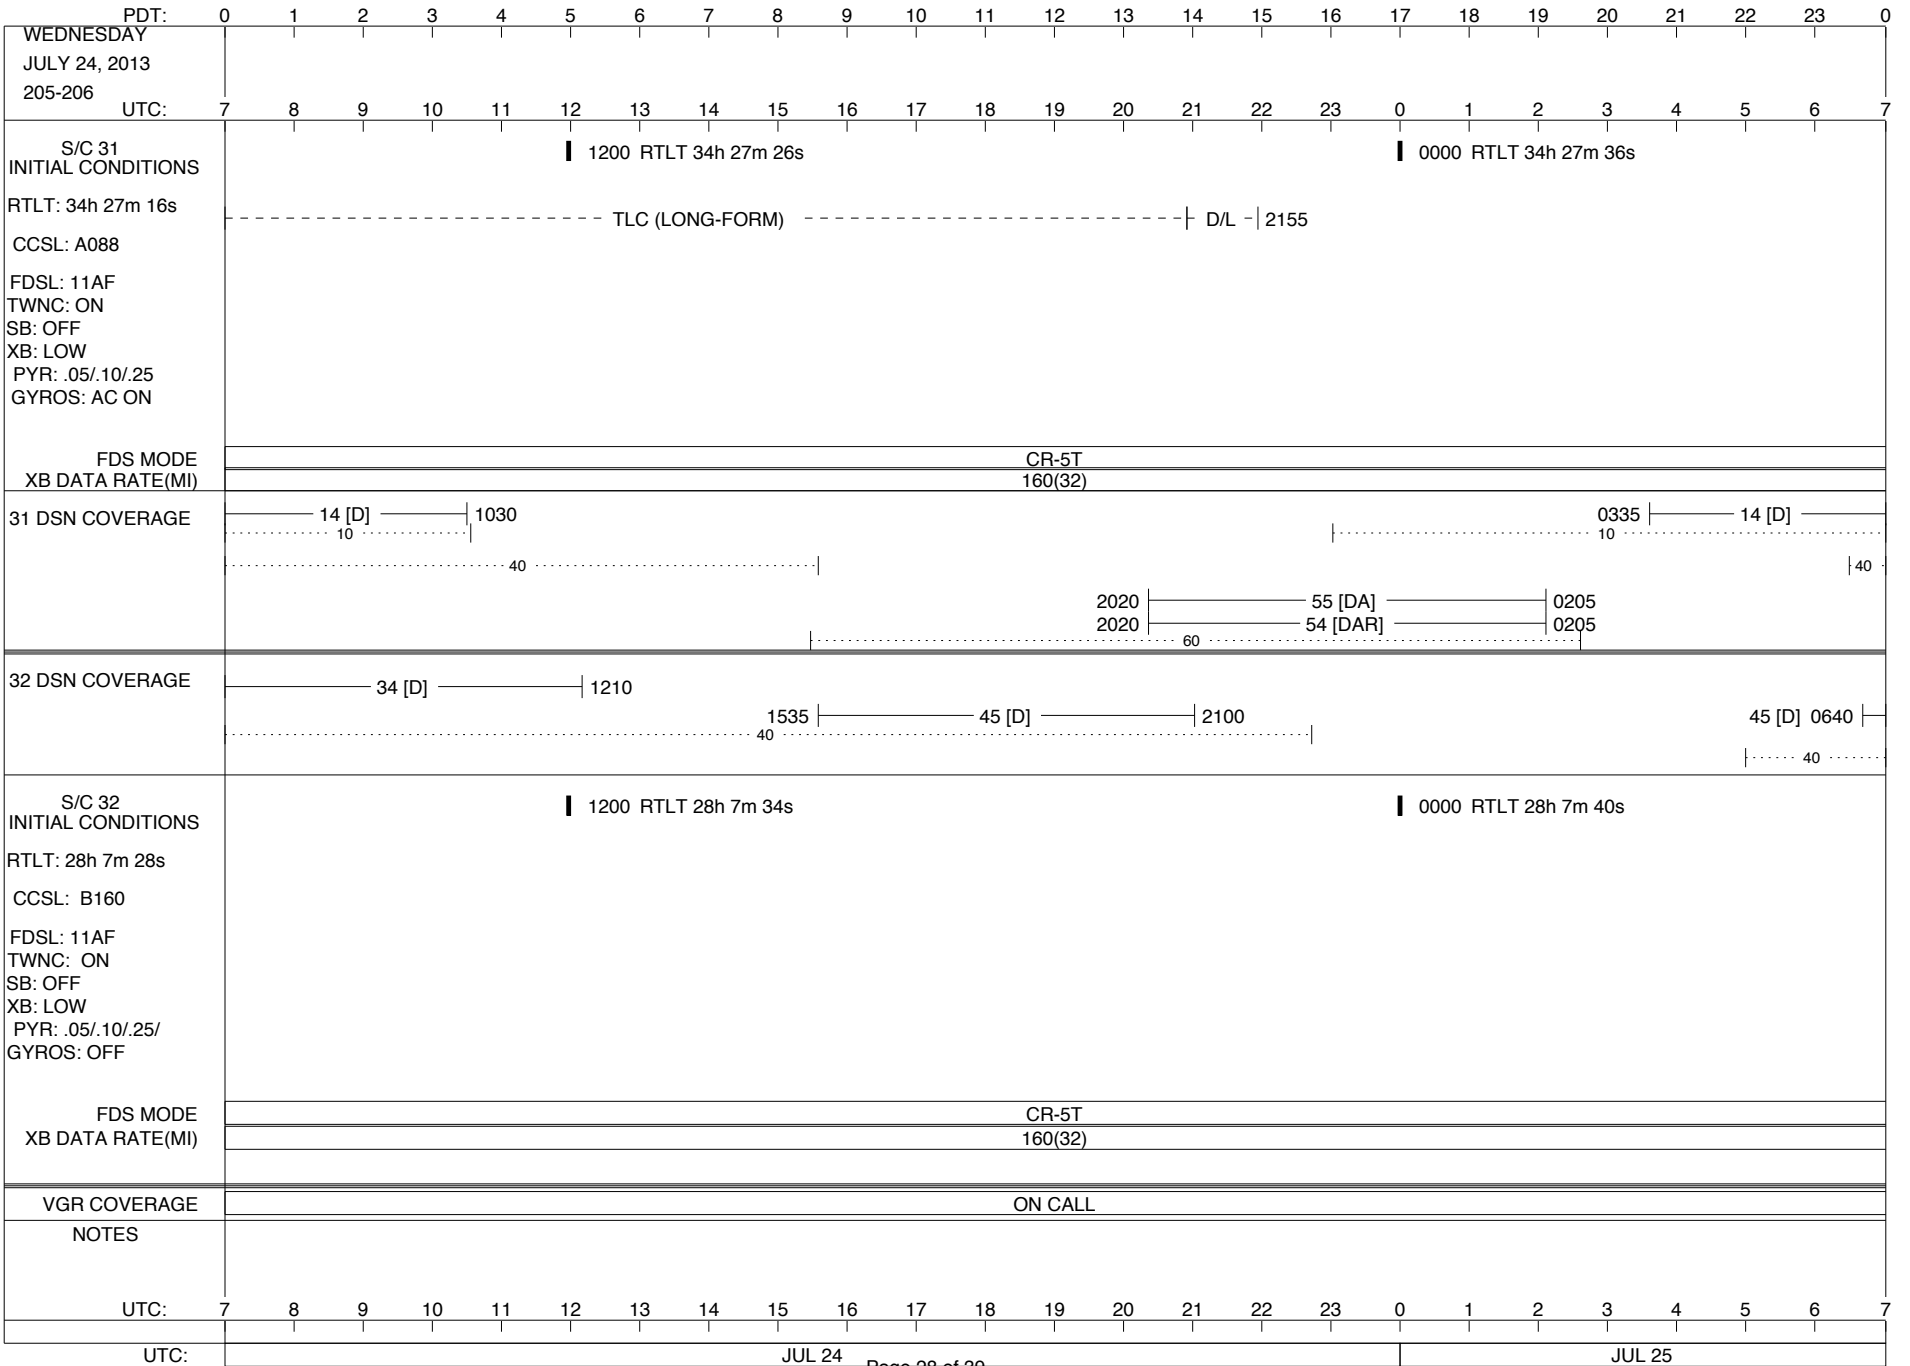 PDT: 0 1 2 3 4 5 6 7 8 9 10 11 12 13 14 15 16 17 18 19 20 21 22 23 0
WEDNESDAY
JULY 24, 2013
205-206
UTC: 7 8 9 10 11 12 13 14 15 16 17 18 19 20 21 22 23 0 1 2 3 4 5 6 7
S/C 31
INITIAL CONDITIONS
1200 RTLT 34h 27m 26s
0000 RTLT 34h 27m 36s
RTLT: 34h 27m 16s
TLC (LONG-FORM) D/L 2155
CCSL: A088
FDSL: 11AF
TWNC: ON
SB: OFF
XB: LOW
PYR: .05/.10/.25
GYROS: AC ON
FDS MODE CR-5T
XB DATA RATE(MI) 160(32)
31 DSN COVERAGE
14 [D] 1030 0335 14 [D]
10 10
40 40
2020 55 [DA] 0205
2020 54 [DAR] 0205
60
32 DSN COVERAGE
34 [D] 1210
1535 45 [D] 2100 45 [D] 0640
40
40
S/C 32
INITIAL CONDITIONS
1200 RTLT 28h 7m 34s
0000 RTLT 28h 7m 40s
RTLT: 28h 7m 28s
CCSL: B160
FDSL: 11AF
TWNC: ON
SB: OFF
XB: LOW
PYR: .05/.10/.25/
GYROS: OFF
FDS MODE CR-5T
XB DATA RATE(MI) 160(32)
VGR COVERAGE ON CALL
NOTES
UTC: 7 8 9 10 11 12 13 14 15 16 17 18 19 20 21 22 23 0 1 2 3 4 5 6 7
UTC: JUL 24 JUL 25